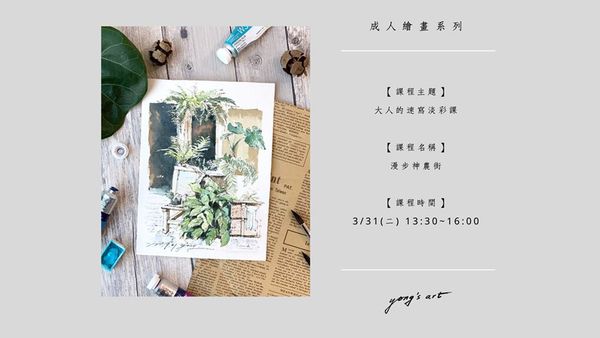 成人繪畫系列
【課程主題】
大人的速寫淡彩課
【課程名稱】
漫步神農街
【課程時間】
3/31(二) 13:30~16:00
yong's art